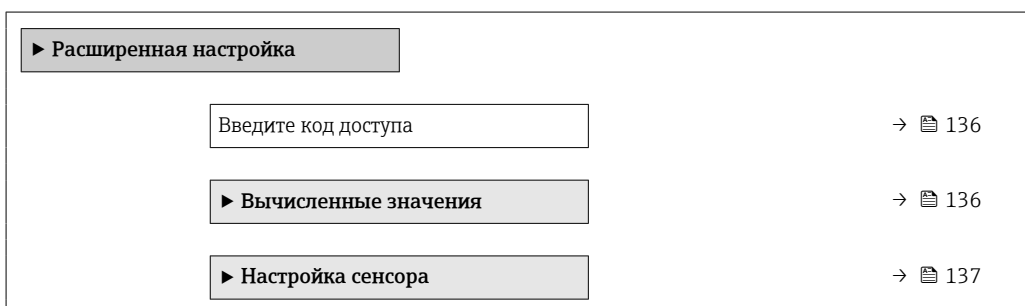 ▶ Расширенная настройка
Введите код доступа → 136
▶ Вычисленные значения → 136
▶ Настройка сенсора → 137